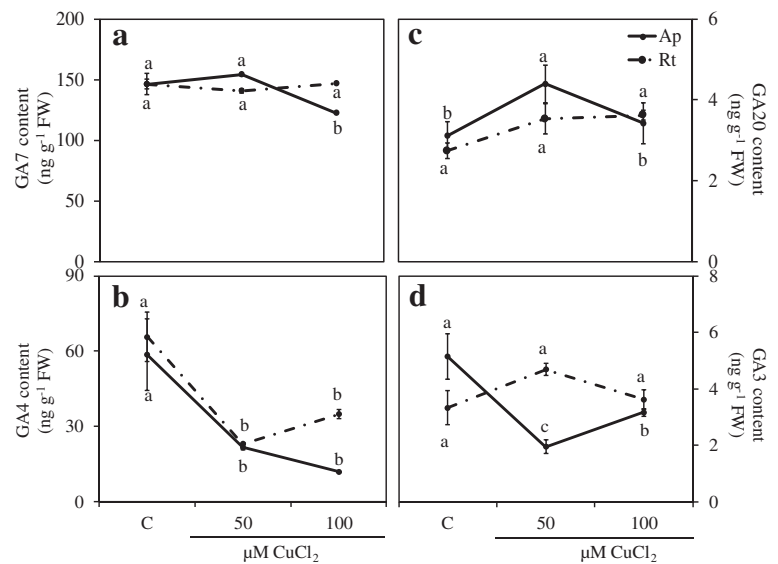 200
150
100
50
0
GA7 content
(ng g⁻¹ FW)
a
a
a
a
a
a
b
6
4
2
0
GA20 content
(ng g⁻¹ FW)
c
Ap
Rt
b
a
a
a
a
b
90
60
30
0
GA4 content
(ng g⁻¹ FW)
b
a
a
b
b
b
b
8
6
4
2
0
GA3 content
(ng g⁻¹ FW)
d
a
a
a
c
a
b
C 50 100
µM CuCl₂
C 50 100
µM CuCl₂